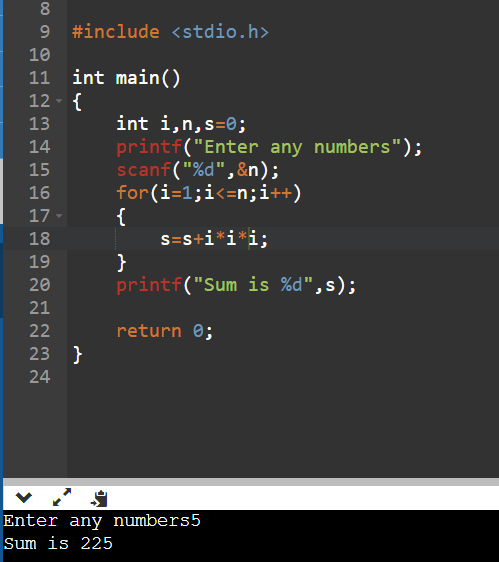 8
9 #include <stdio.h>
10
11 int main()
12 {
13     int i,n,s=0;
14     printf("Enter any numbers");
15     scanf("%d",&n);
16     for(i=1;i<=n;i++)
17     {
18         s=s+i*i*i;
19     }
20     printf("Sum is %d",s);
21
22     return 0;
23 }
24
Enter any numbers5
Sum is 225